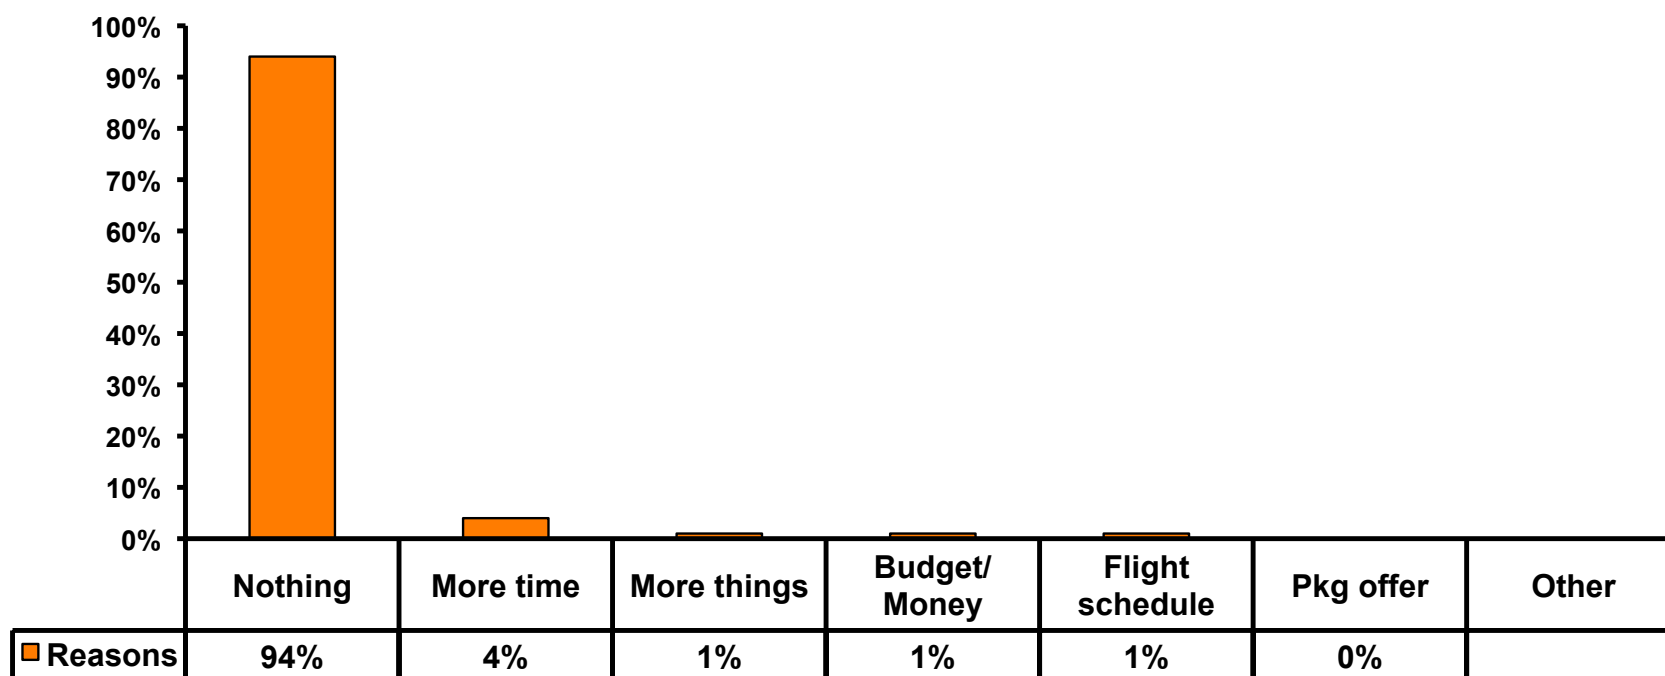 100%
90%
80%
70%
60%
50%
40%
30%
20%
10%
0%
Nothing
More time
More things
Budget/
Money
Flight
schedule
Pkg offer
Other
Reasons
94%
4%
1%
1%
1%
0%